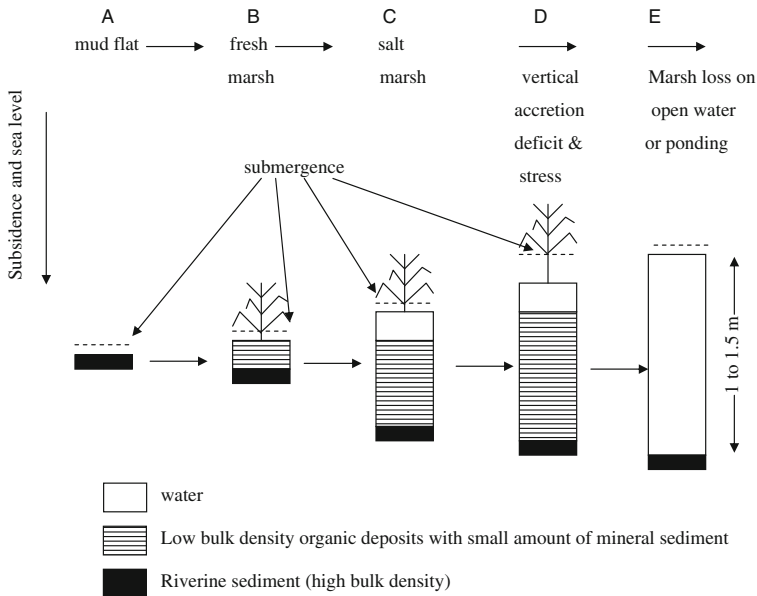 A
B
C
D
E
mud flat
fresh
marsh
salt
marsh
vertical
accretion
deficit &
stress
Marsh loss on
open water
or ponding
Subsidence and sea level
submergence
1 to 1.5 m
water
Low bulk density organic deposits with small amount of mineral sediment
Riverine sediment (high bulk density)